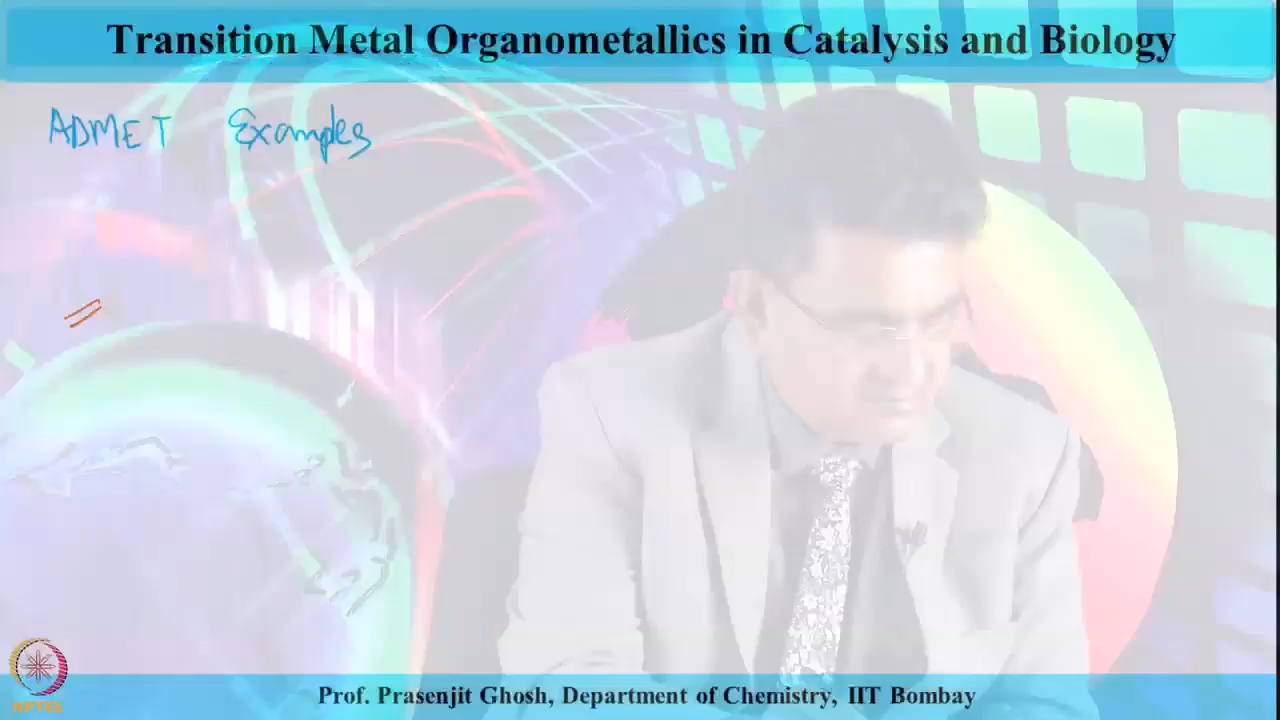 Transition Metal Organometallics in Catalysis and Biology
ADMET Examples
Prof. Prasenjit Ghosh, Department of Chemistry, IIT Bombay
NPTEL